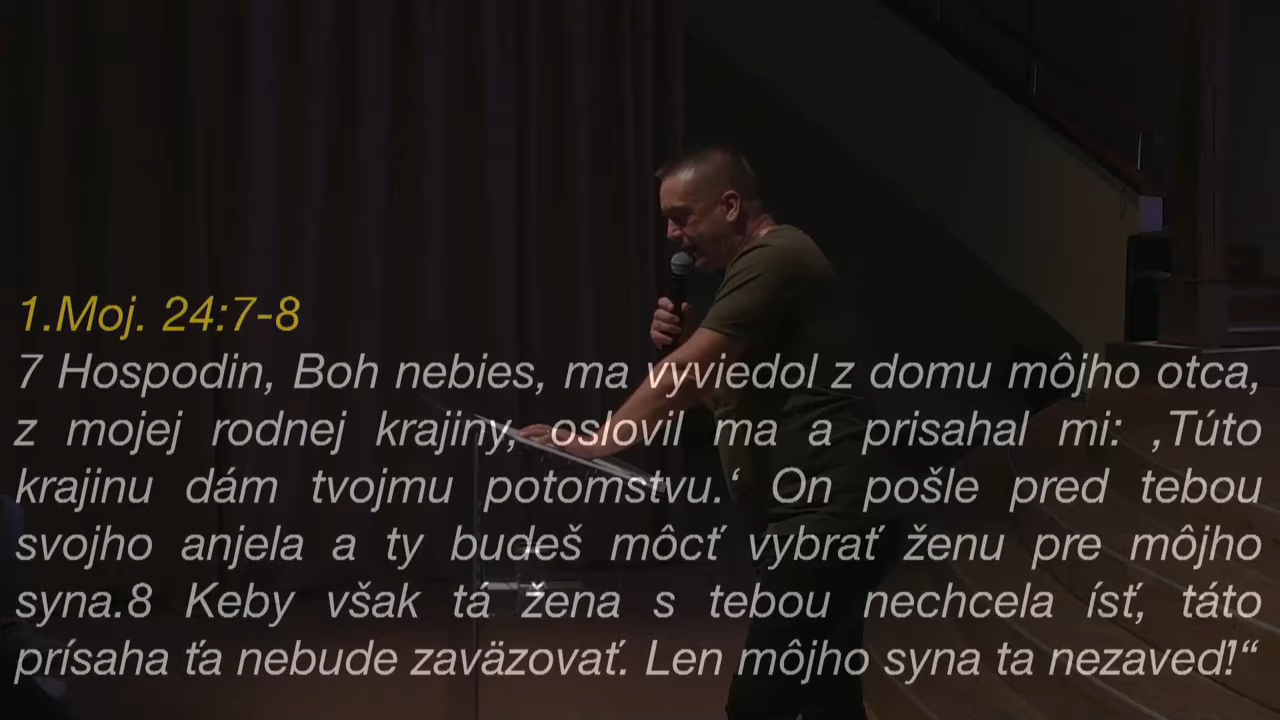 1.Moj. 24:7-8
7 Hospodin, Boh nebies, ma vyviedol z domu môjho otca,
z mojej rodnej krajiny, oslovil ma a prisahal mi: ‚Túto
krajinu dám tvojmu potomstvu.‘ On pošle pred tebou
svojho anjela a ty budeš môcť vybrať ženu pre môjho
syna.8 Keby však tá žena s tebou nechcela ísť, táto
prísaha ťa nebude zaväzovať. Len môjho syna ta nezaveď!“